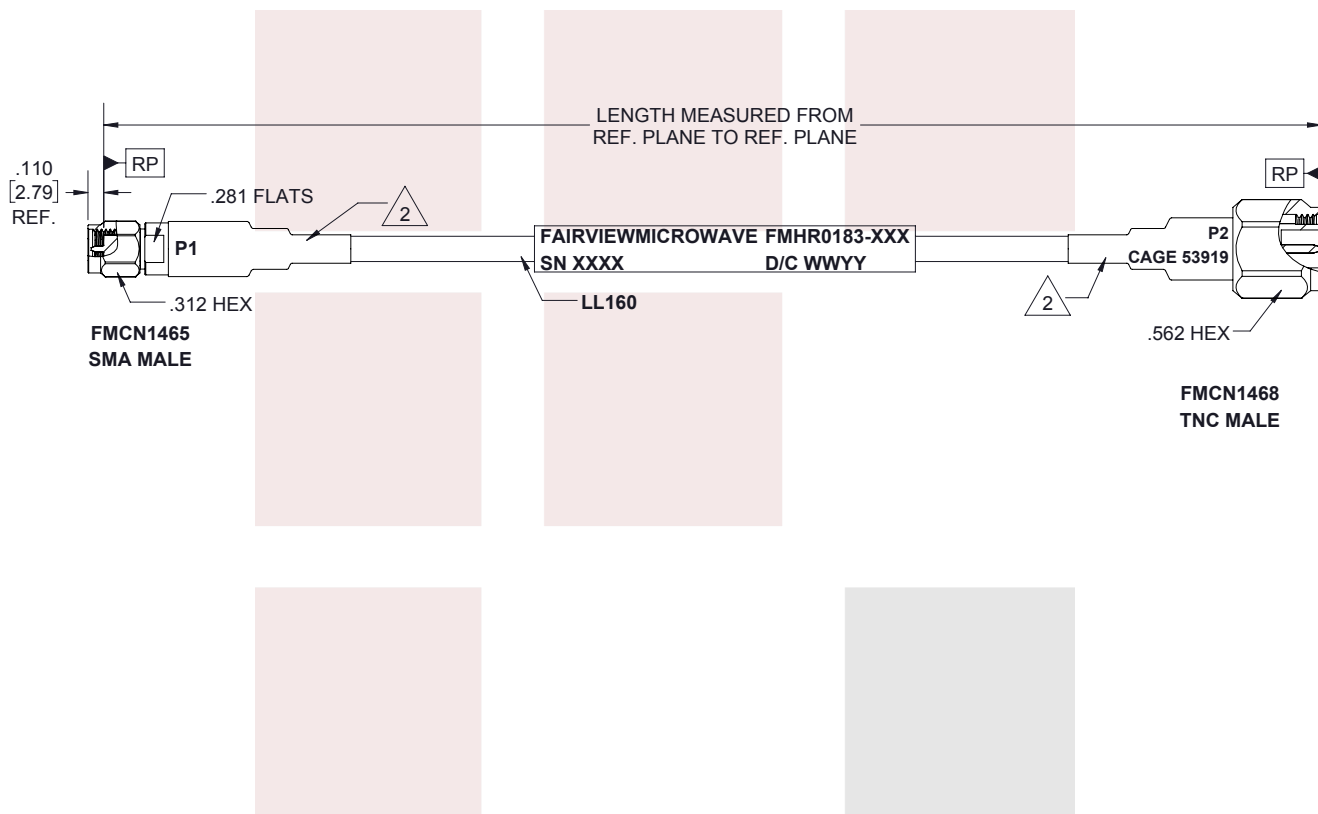 LENGTH MEASURED FROM
REF. PLANE TO REF. PLANE
.110
[2.79]
REF.
RP
RP
.281 FLATS
2
P1
FAIRVIEWMICROWAVE FMHR0183-XXX
SN XXXX D/C WWYY
P2
CAGE 53919
.312 HEX
LL160
2
.562 HEX
FMCN1465
SMA MALE
FMCN1468
TNC MALE